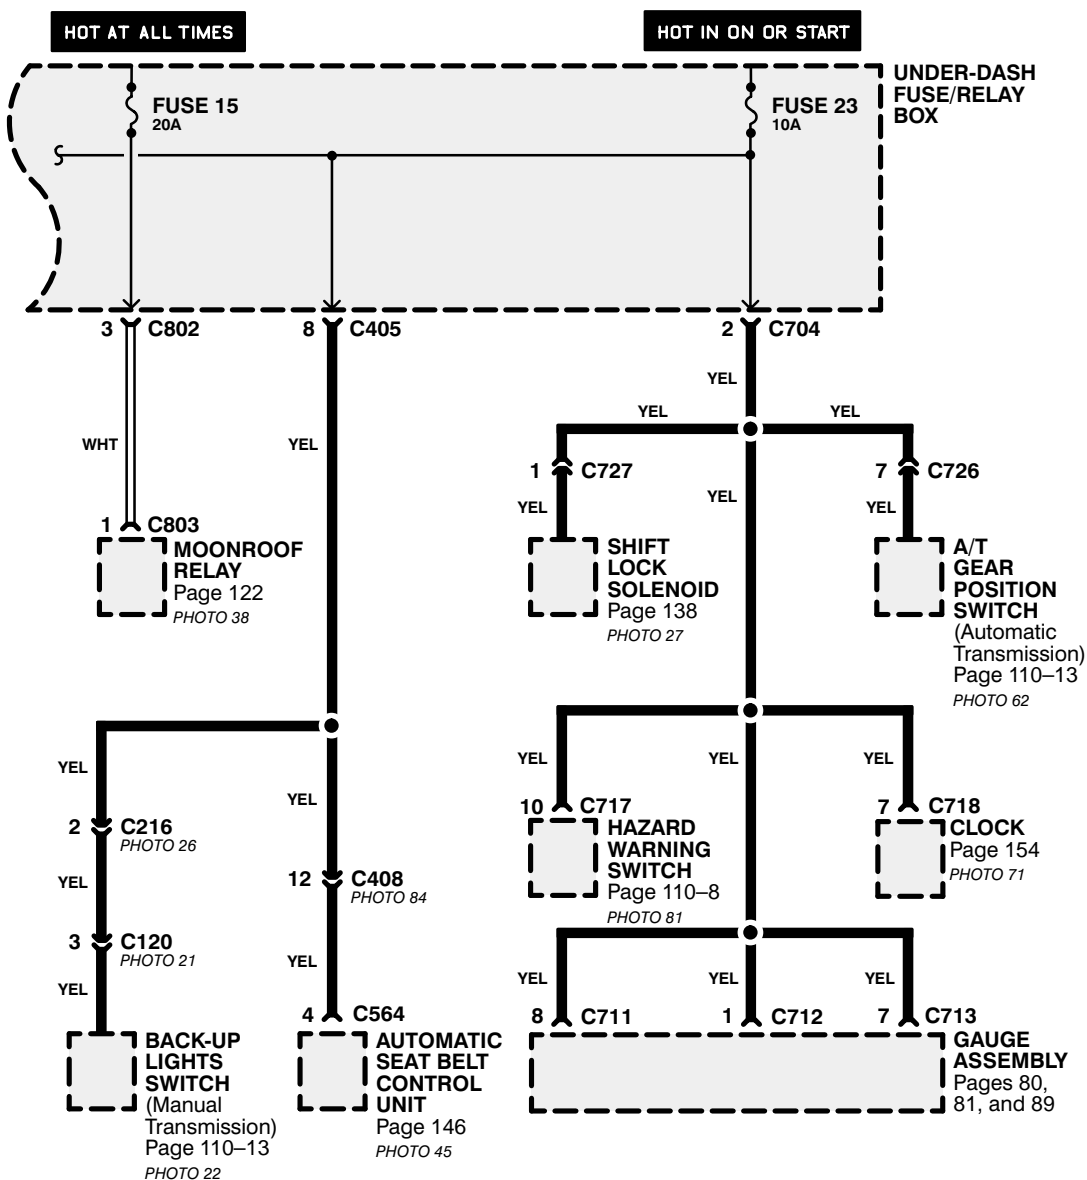 HOT AT ALL TIMES
HOT IN ON OR START
UNDER-DASH
FUSE/RELAY
BOX
FUSE 15
20A
FUSE 23
10A
3 C802
8 C405
2 C704
YEL
YEL
YEL
WHT
YEL
1 C727
YEL
7 C726
YEL
YEL
1 C803
MOONROOF
RELAY
Page 122
PHOTO 38
SHIFT
LOCK
SOLENOID
Page 138
PHOTO 27
A/T
GEAR
POSITION
SWITCH
(Automatic
Transmission)
Page 110–13
PHOTO 62
YEL
YEL
YEL
YEL
YEL
10 C717
HAZARD
WARNING
SWITCH
Page 110–8
PHOTO 81
7 C718
CLOCK
Page 154
PHOTO 71
2 C216
PHOTO 26
YEL
12 C408
PHOTO 84
3 C120
PHOTO 21
YEL
YEL
YEL
YEL
YEL
4 C564
8 C711
1 C712
7 C713
BACK-UP
LIGHTS
SWITCH
(Manual
Transmission)
Page 110–13
PHOTO 22
AUTOMATIC
SEAT BELT
CONTROL
UNIT
Page 146
PHOTO 45
GAUGE
ASSEMBLY
Pages 80,
81, and 89